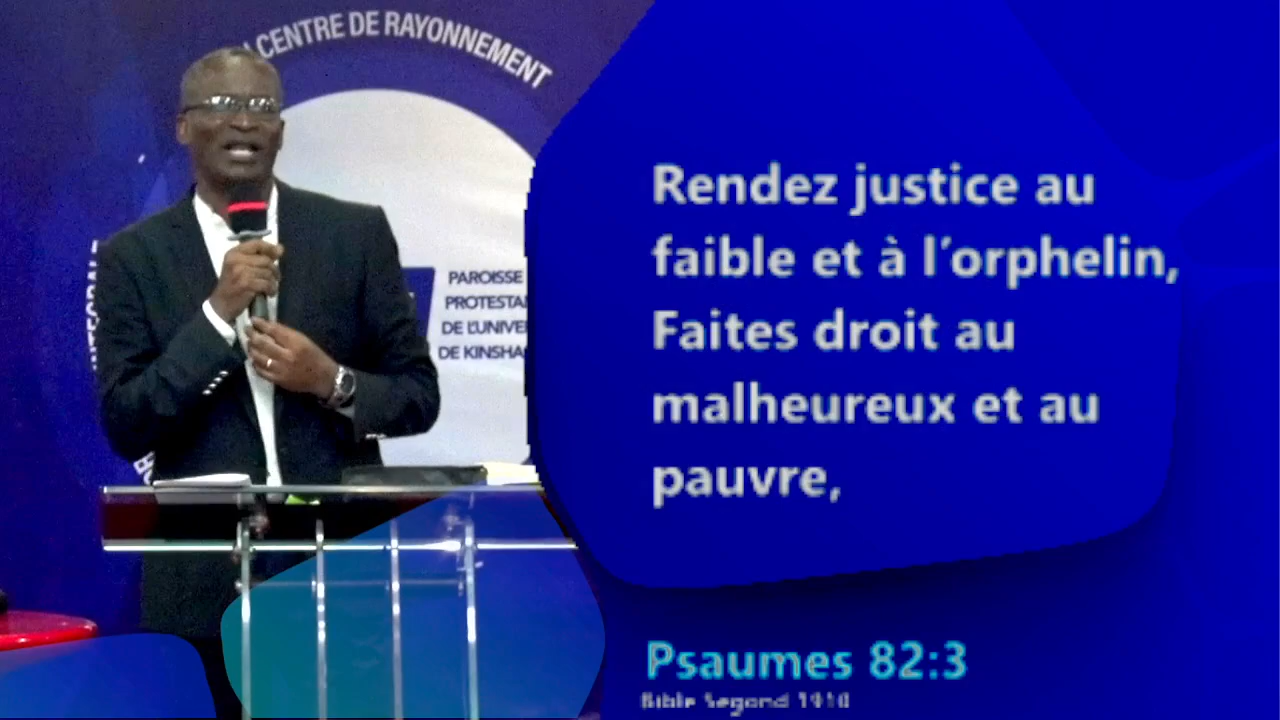 CENTRE DE RAYONNEMENT
PAROISSE
PROTESTA
DE L'UNIVE
DE KINSHA
Rendez justice au
faible et à l’orphelin,
Faites droit au
malheureux et au
pauvre,
Psaumes 82:3
Bible Segond 1910